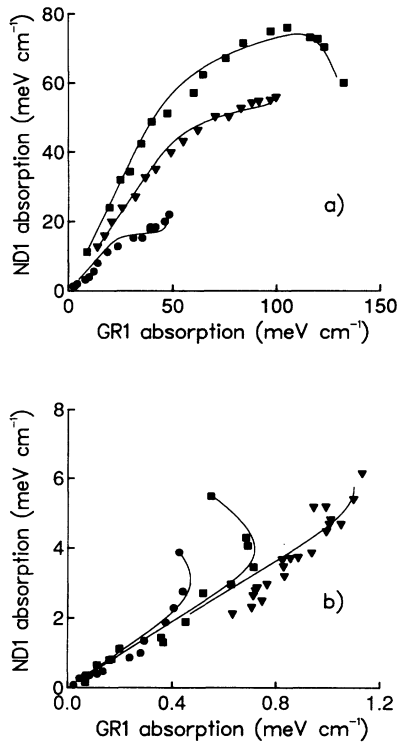 80
60
40
20
0
ND1 absorption (meV cm⁻¹)
a)
0 50 100 150
GR1 absorption (meV cm⁻¹)
8
6
4
2
0
ND1 absorption (meV cm⁻¹)
b)
0.0 0.4 0.8 1.2
GR1 absorption (meV cm⁻¹)